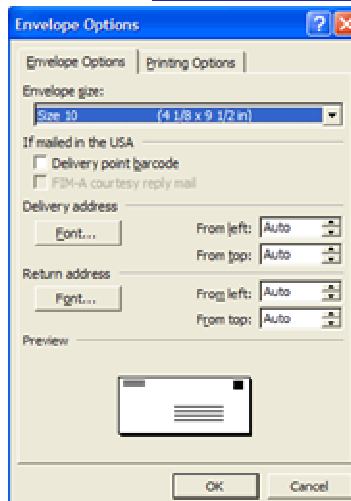 Envelope Options
Envelope Options Printing Options
Envelope size:
Size 10 (4 1/8 x 9 1/2 in)
If mailed in the USA
Delivery point barcode
FIM-A courtesy reply mail
Delivery address
Font... From left: Auto
From top: Auto
Return address
Font... From left: Auto
From top: Auto
Preview
OK Cancel